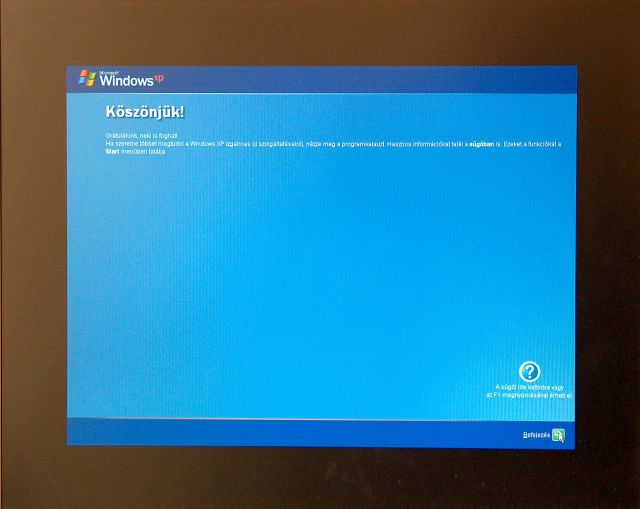 Microsoft
Windows xp
Köszönjük!
Gratulálunk, neki is foghat!
Ha szeretne többet megtudni a Windows XP izgalmas új szolgáltatásairól, nézze meg a programkalauzt. Hasznos információkat talál a súgóban is. Ezeket a funkciókat a
Start menüben találja.
?
A súgót ide kattintva vagy
az F1 megnyomásával érheti el.
Befejezés